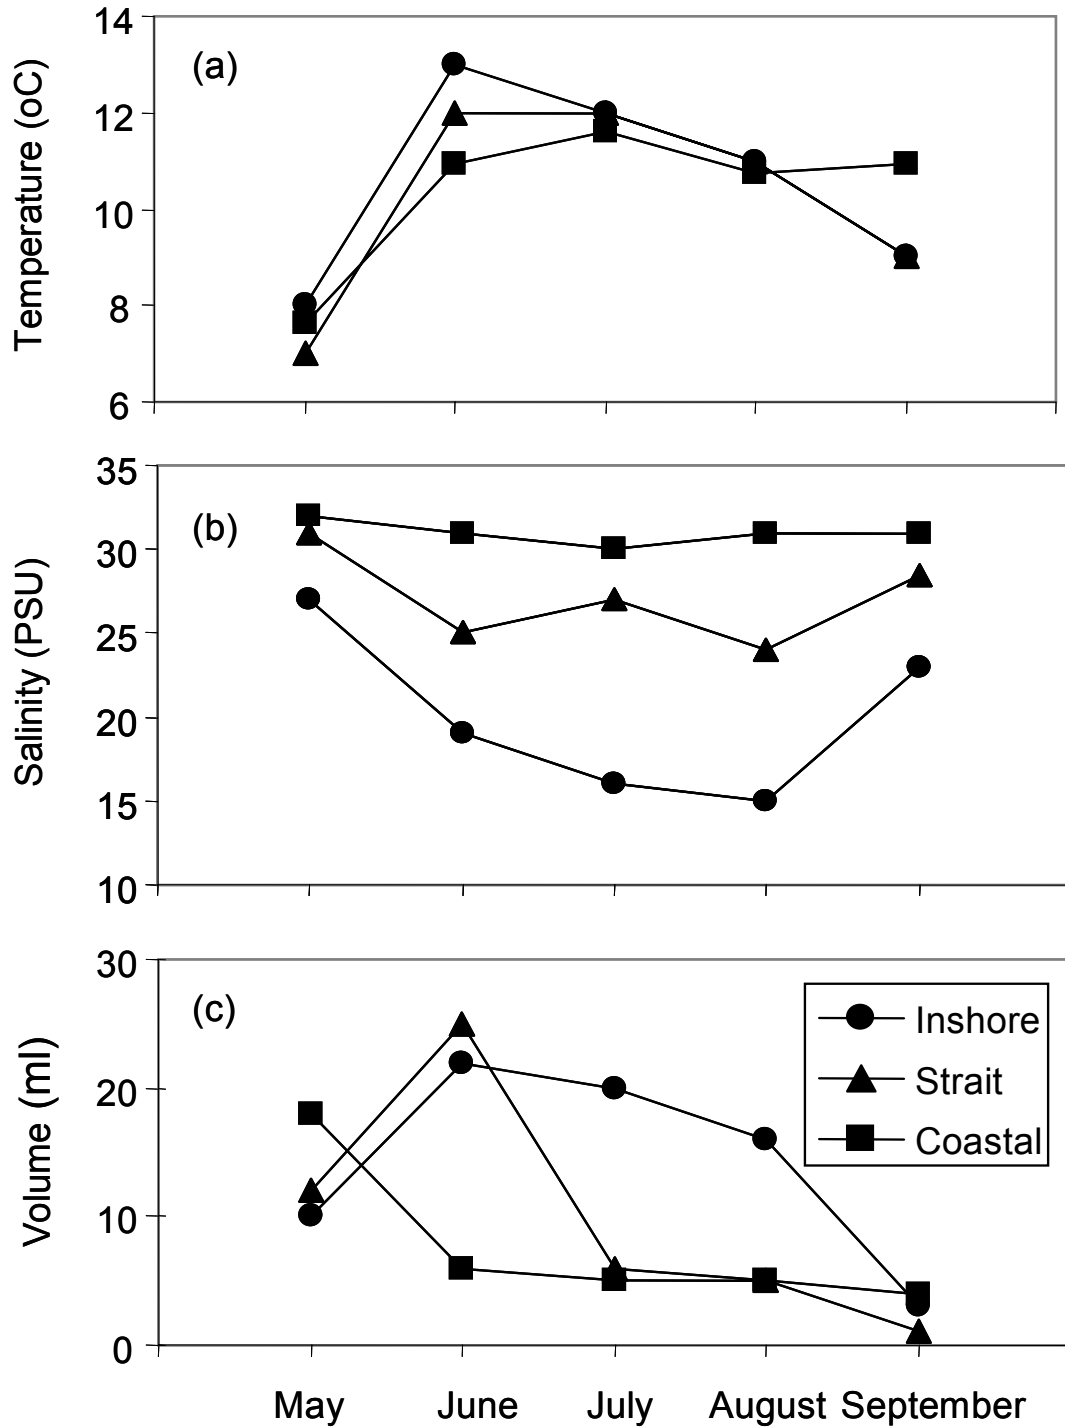 14
12
10
8
6
Temperature (oC)
(a)
35
30
25
20
15
10
Salinity (PSU)
(b)
30
20
10
0
Volume (ml)
(c)
Inshore
Strait
Coastal
May June July August September